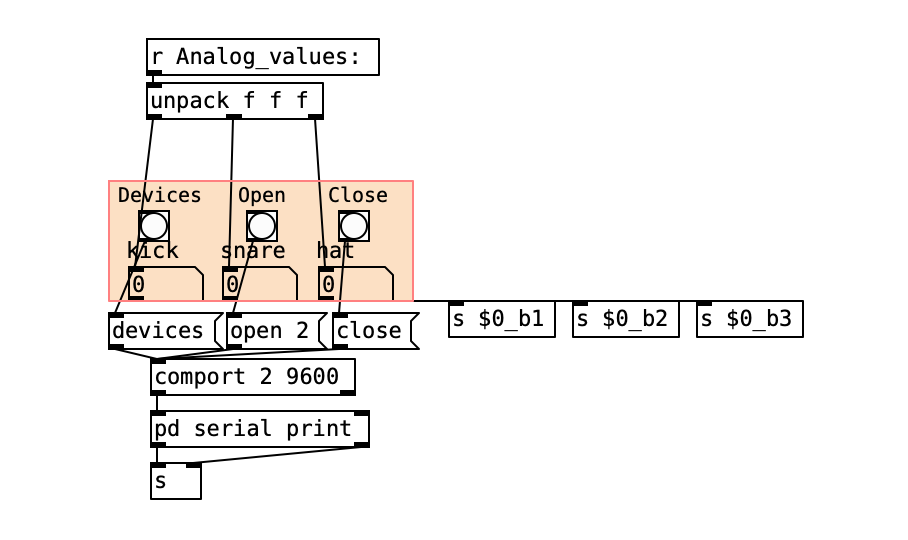 r Analog_values:
unpack f f f
Devices Open Close
kick snare hat
0 0 0
devices open 2 close
s $0_b1 s $0_b2 s $0_b3
comport 2 9600
pd serial print
s